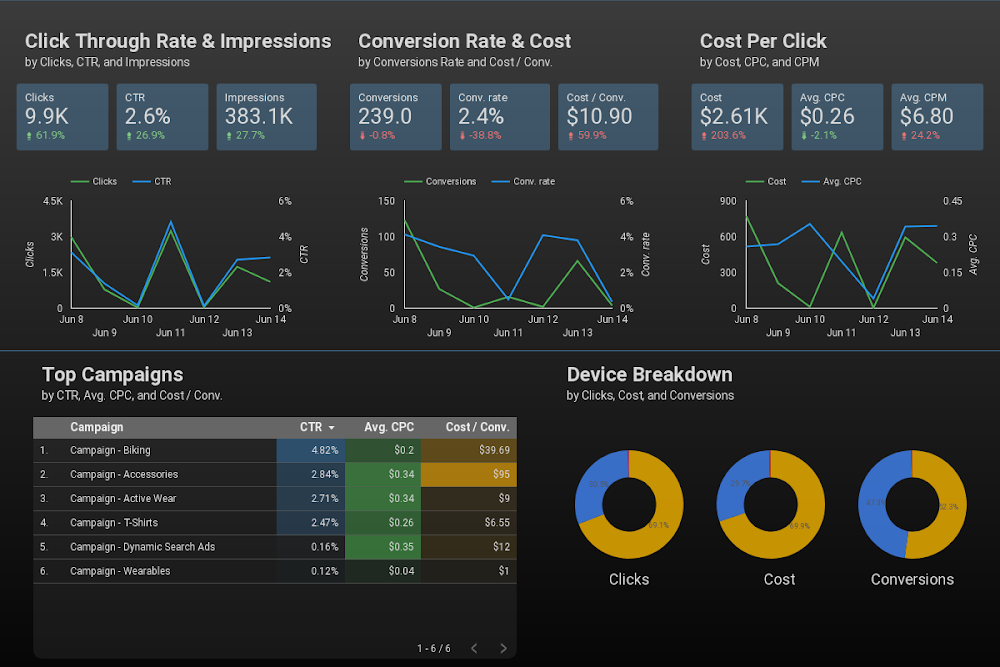 Click Through Rate & Impressions
by Clicks, CTR, and Impressions
Clicks
9.9K
61.9%
CTR
2.6%
26.9%
Impressions
383.1K
27.7%
Clicks CTR
4.5K
3K
1.5K
0
Clicks
6%
4%
2%
0%
CTR
Jun 8 Jun 10 Jun 12 Jun 14
Jun 9 Jun 11 Jun 13
Conversion Rate & Cost
by Conversions Rate and Cost / Conv.
Conversions
239.0
-0.8%
Conv. rate
2.4%
-38.8%
Cost / Conv.
$10.90
59.9%
Conversions Conv. rate
150
100
50
0
Conversions
6%
4%
2%
0%
Conv. rate
Jun 8 Jun 10 Jun 12 Jun 14
Jun 9 Jun 11 Jun 13
Cost Per Click
by Cost, CPC, and CPM
Cost
$2.61K
203.6%
Avg. CPC
$0.26
-2.1%
Avg. CPM
$6.80
24.2%
Cost Avg. CPC
900
600
300
0
Cost
0.45
0.3
0.15
0
Avg. CPC
Jun 8 Jun 10 Jun 12 Jun 14
Jun 9 Jun 11 Jun 13
Top Campaigns
by CTR, Avg. CPC, and Cost / Conv.
Campaign CTR Avg. CPC Cost / Conv.
1. Campaign - Biking 4.82% $0.2 $39.69
2. Campaign - Accessories 2.84% $0.34 $95
3. Campaign - Active Wear 2.71% $0.34 $9
4. Campaign - T-Shirts 2.47% $0.26 $6.55
5. Campaign - Dynamic Search Ads 0.16% $0.35 $12
6. Campaign - Wearables 0.12% $0.04 $1
1 - 6 / 6
Device Breakdown
by Clicks, Cost, and Conversions
69.1%
69.9%
52.3%
Clicks
Cost
Conversions